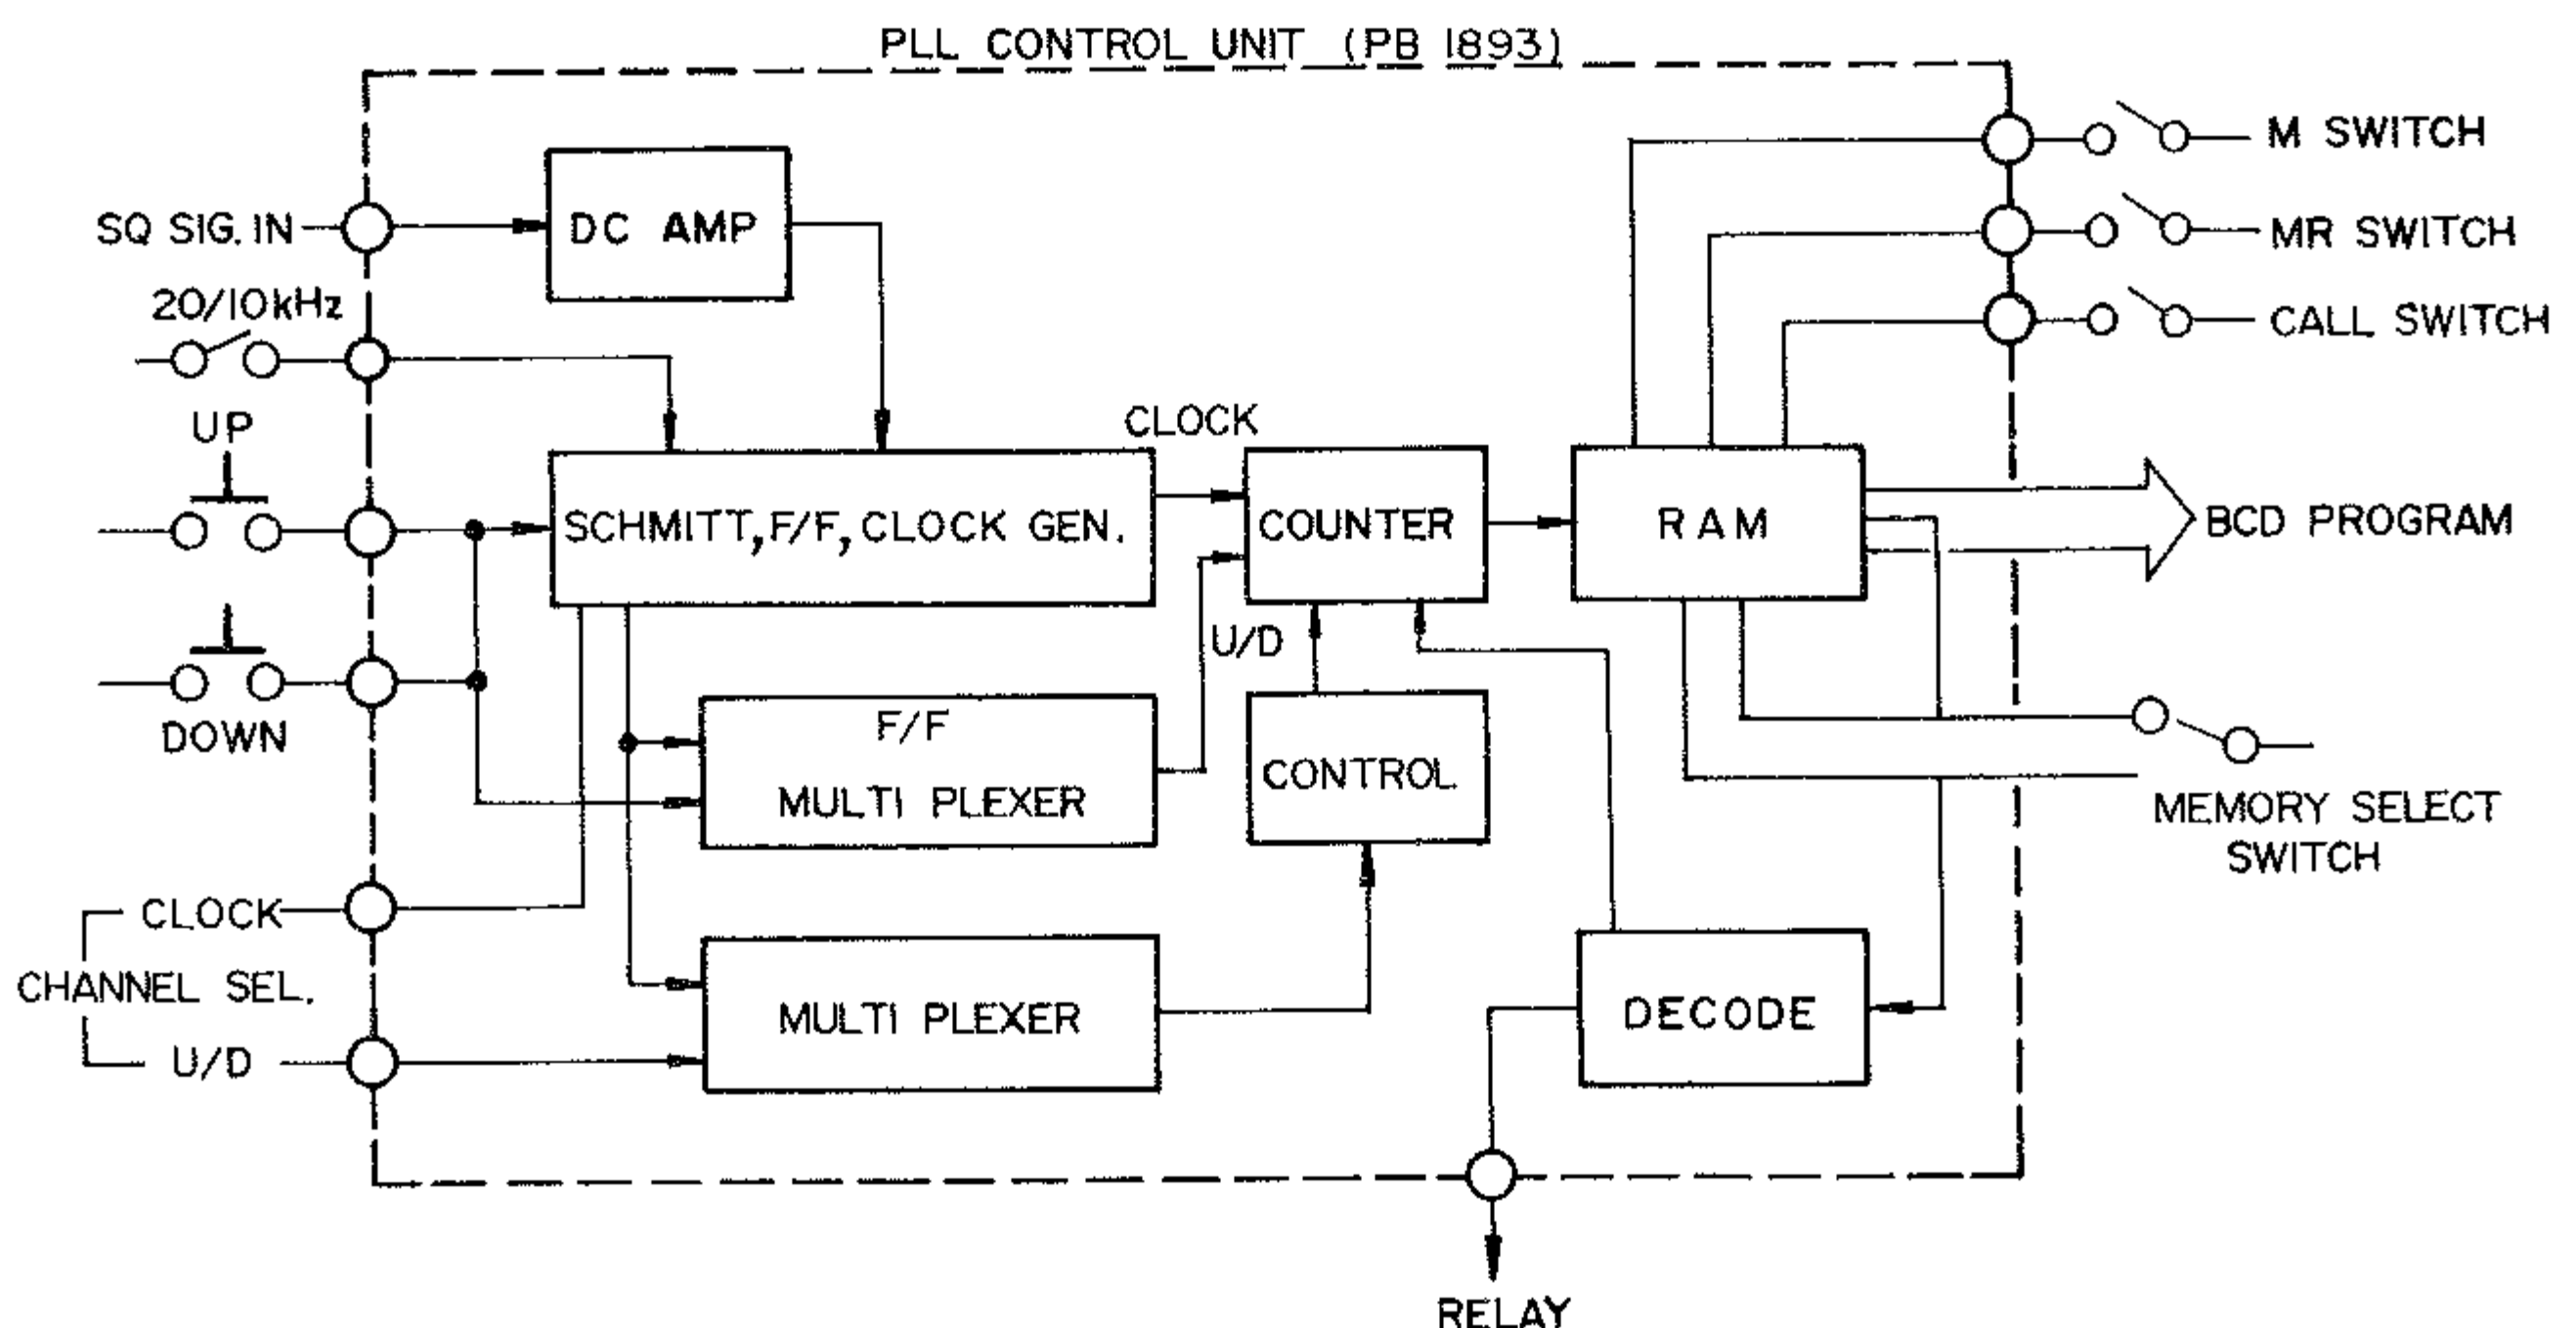 PLL CONTROL UNIT (PB 1893)
M SWITCH
SQ SIG. IN
DC AMP
MR SWITCH
20/10kHz
CALL SWITCH
UP
CLOCK
SCHMITT, F/F, CLOCK GEN.
COUNTER
RAM
BCD PROGRAM
U/D
DOWN
F/F
MULTI PLEXER
CONTROL
MEMORY SELECT
SWITCH
CLOCK
CHANNEL SEL.
MULTI PLEXER
DECODE
U/D
RELAY